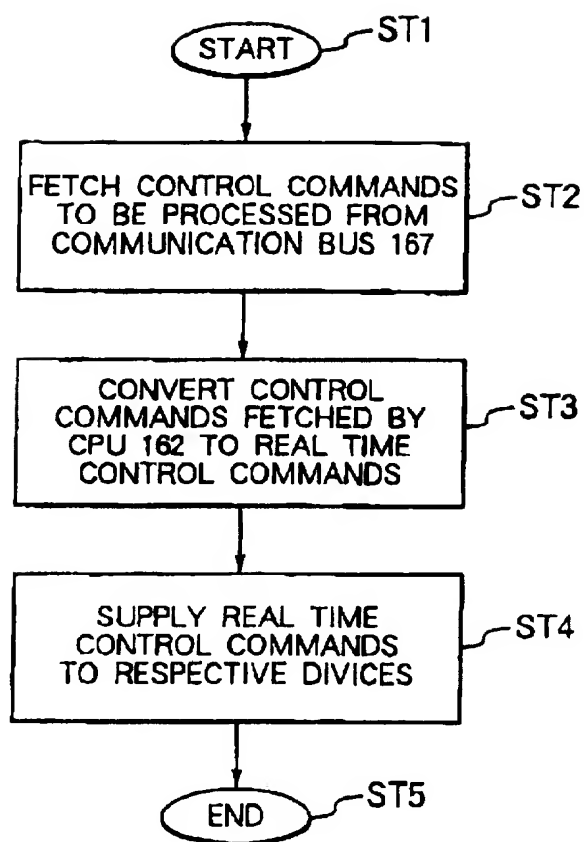 START
ST1
FETCH CONTROL COMMANDS
TO BE PROCESSED FROM
COMMUNICATION BUS 167
ST2
CONVERT CONTROL
COMMANDS FETCHED BY
CPU 162 TO REAL TIME
CONTROL COMMANDS
ST3
SUPPLY REAL TIME
CONTROL COMMANDS
TO RESPECTIVE DIVICES
ST4
END
ST5